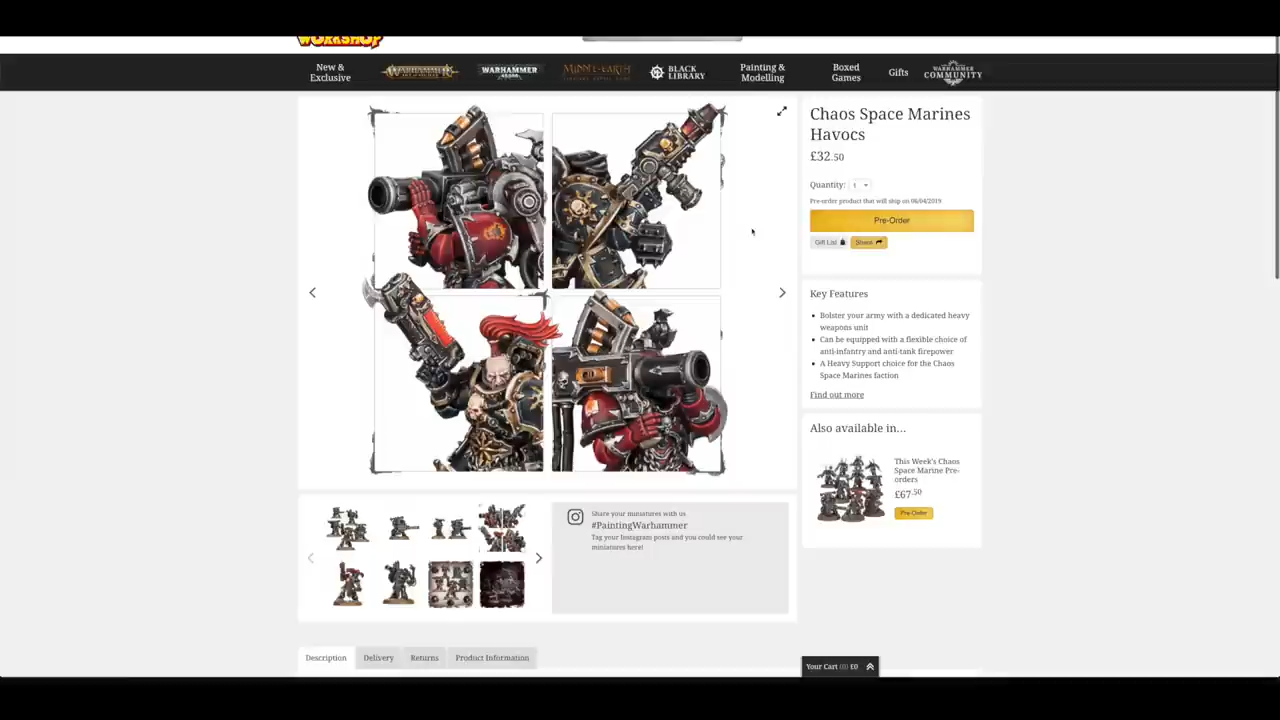 WORKSHOP
New &
Exclusive
WARHAMMER
WARHAMMER
MIDDLE-EARTH
BLACK
LIBRARY
Painting &
Modelling
Boxed
Games
Gifts
WARHAMMER
COMMUNITY
Chaos Space Marines
Havocs
£32.50
Quantity: 1
Pre-order product that will ship on 06/04/2019
Pre-Order
Gift List
Share
Key Features
Bolster your army with a dedicated heavy
weapons unit
Can be equipped with a flexible choice of
anti-infantry and anti-tank firepower
A Heavy Support choice for the Chaos
Space Marines faction
Find out more
Also available in...
This Week's Chaos
Space Marine Pre-
orders
£67.50
Pre-Order
Share your miniatures with us
#PaintingWarhammer
Tag your Instagram posts and you could see your
miniatures here!
Description
Delivery
Returns
Product Information
Your Cart (0) £0